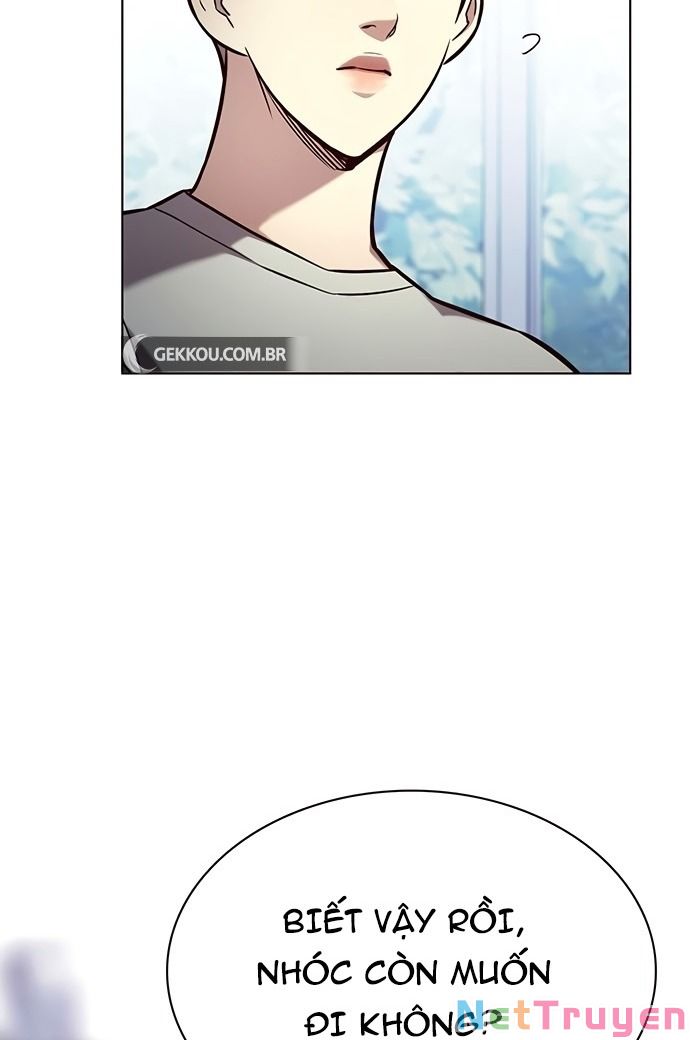 GEKKOU.COM.BR
BIẾT VẬY RỒI,
NHÓC CÒN MUỐN
ĐI KHÔNG?
NetTruyen